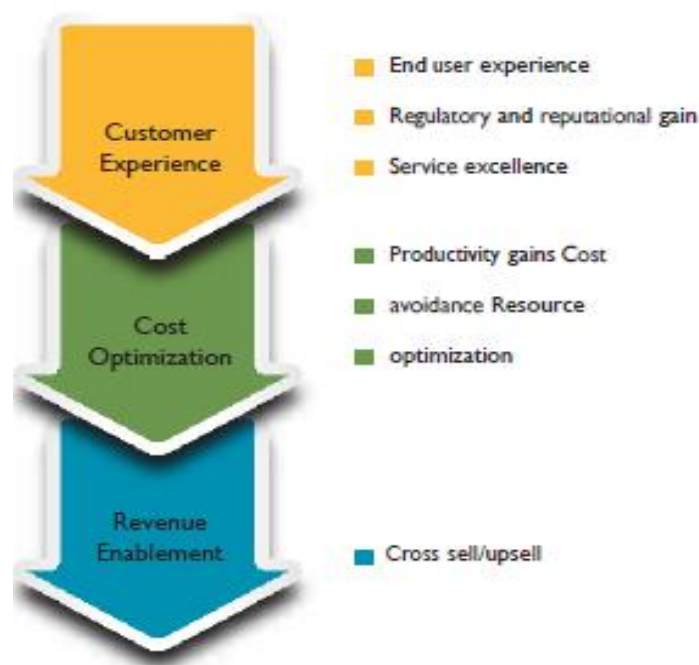 Customer
Experience
End user experience
Regulatory and reputational gain
Service excellence
Cost
Optimization
Productivity gains Cost
avoidance Resource
optimization
Revenue
Enablement
Cross sell/upsell